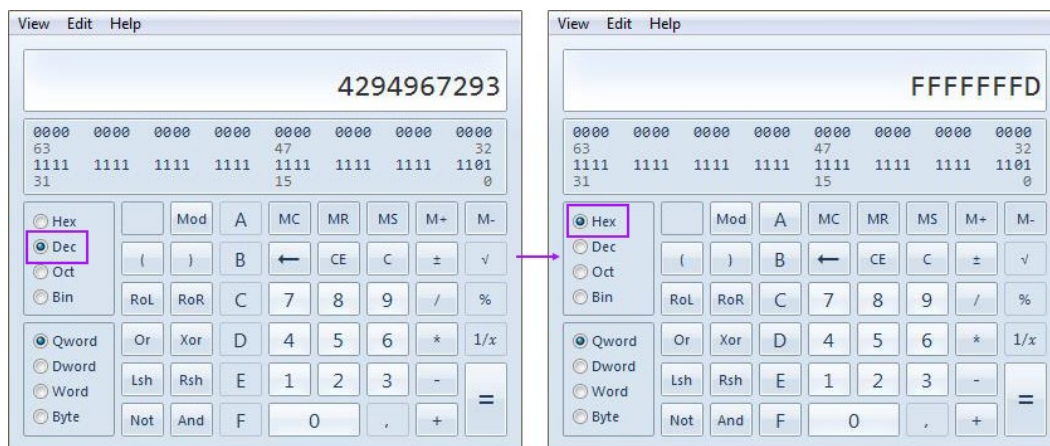 View Edit Help
4294967293
0000 0000 0000 0000 0000 0000 0000 0000
63 47 32
1111 1111 1111 1111 1111 1111 1111 1101
31 15 0
Hex Mod A MC MR MS M+ M-
Dec ( ) B ← CE C ± √
Oct
Bin RoL RoR C 7 8 9 / %
Qword Or Xor D 4 5 6 * 1/x
Dword
Word Lsh Rsh E 1 2 3 - =
Byte Not And F 0 , +
View Edit Help
FFFFFFFD
0000 0000 0000 0000 0000 0000 0000 0000
63 47 32
1111 1111 1111 1111 1111 1111 1111 1101
31 15 0
Hex Mod A MC MR MS M+ M-
Dec ( ) B ← CE C ± √
Oct
Bin RoL RoR C 7 8 9 / %
Qword Or Xor D 4 5 6 * 1/x
Dword
Word Lsh Rsh E 1 2 3 - =
Byte Not And F 0 , +